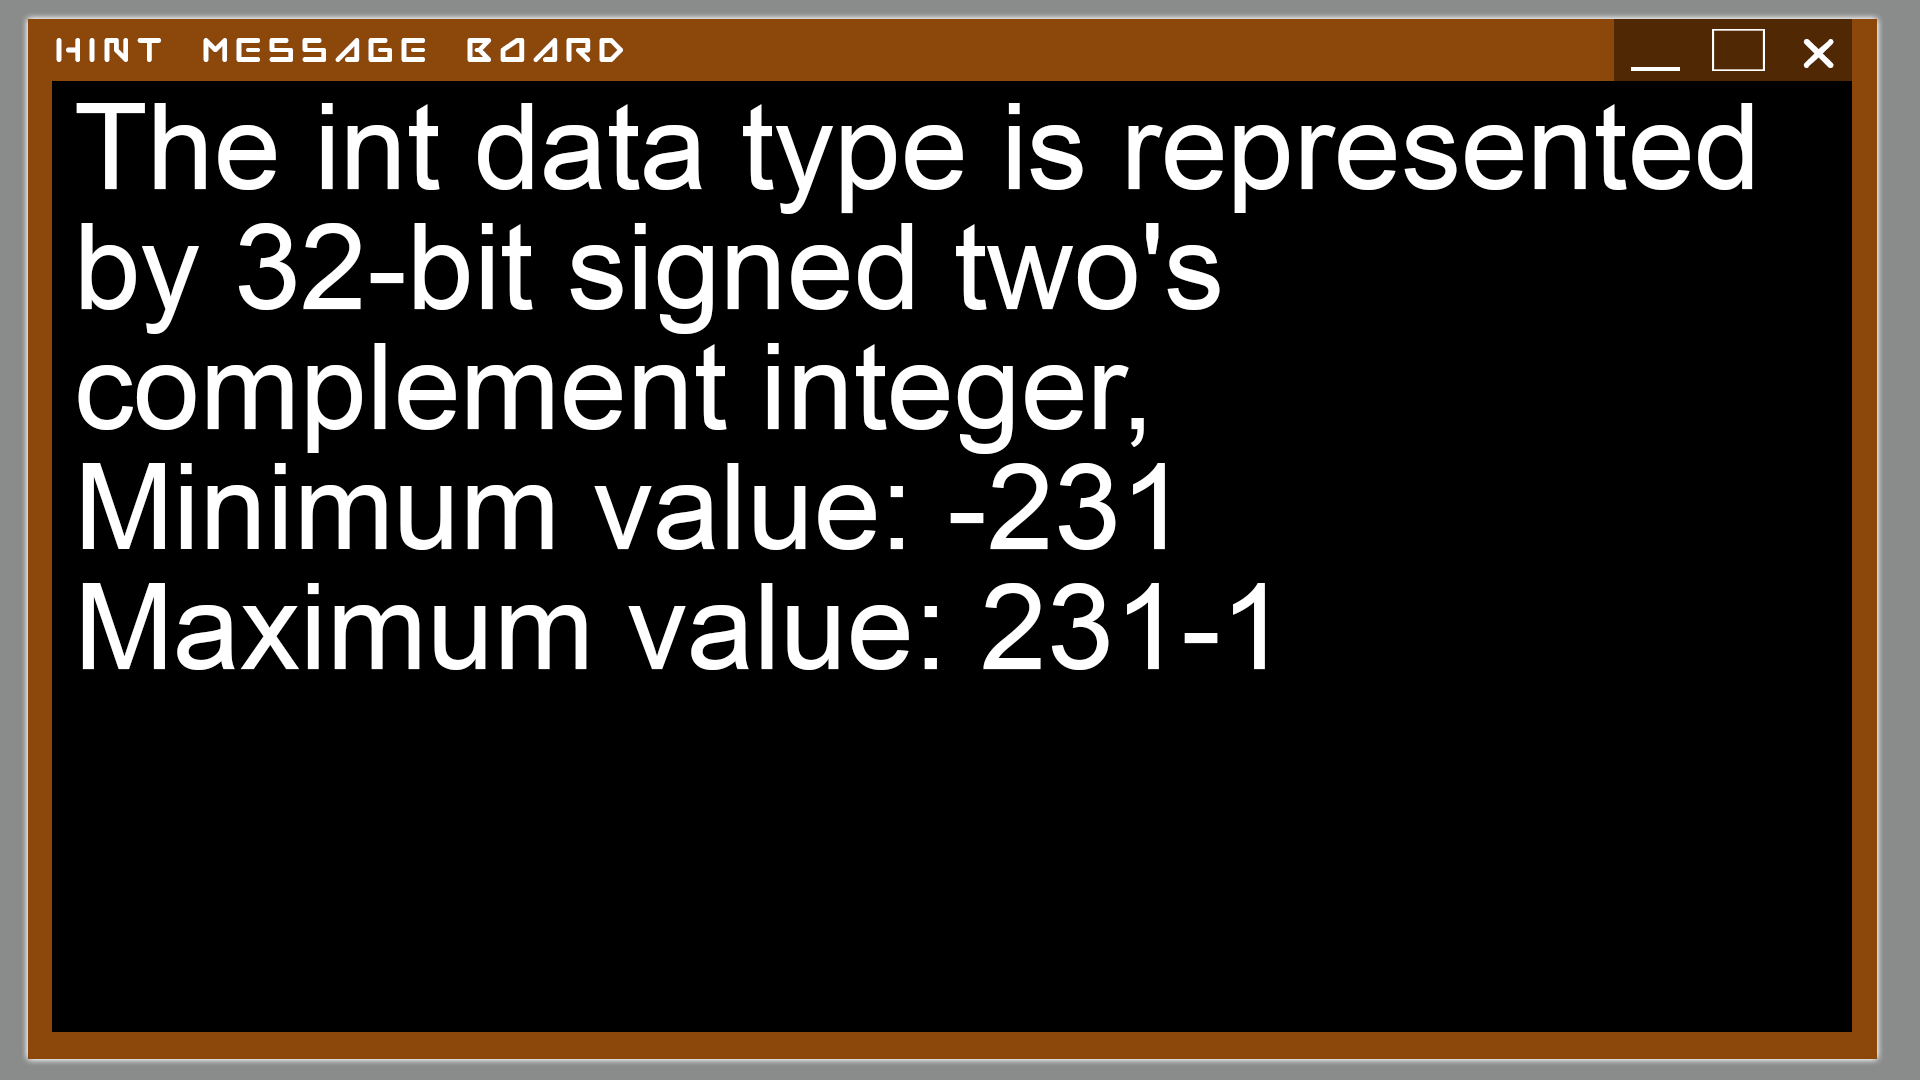 HINT MESSAGE BOARD
The int data type is represented
by 32-bit signed two's
complement integer,
Minimum value: -231
Maximum value: 231-1